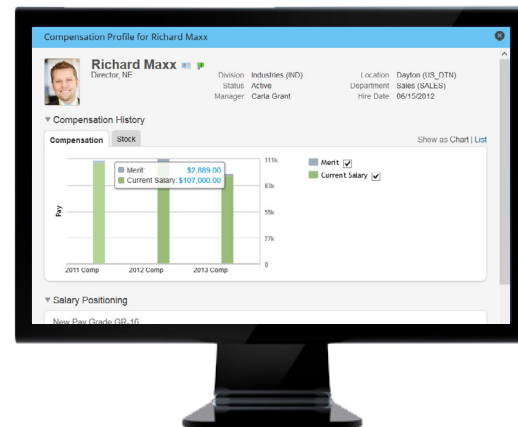 Compensation Profile for Richard Maxx
Richard Maxx
Director, NE
Division Industries (IND)
Status Active
Manager Carla Grant
Location Dayton (US_DTN)
Department Sales (SALES)
Hire Date 06/15/2012
Compensation History
Compensation Stock
Show as Chart | List
Merit: $2,889.00
Current Salary: $107,000.00
111k
83k
55k
27k
0
Pay
2011 Comp 2012 Comp 2013 Comp
Merit
Current Salary
Salary Positioning
New Pay Grade GR-16